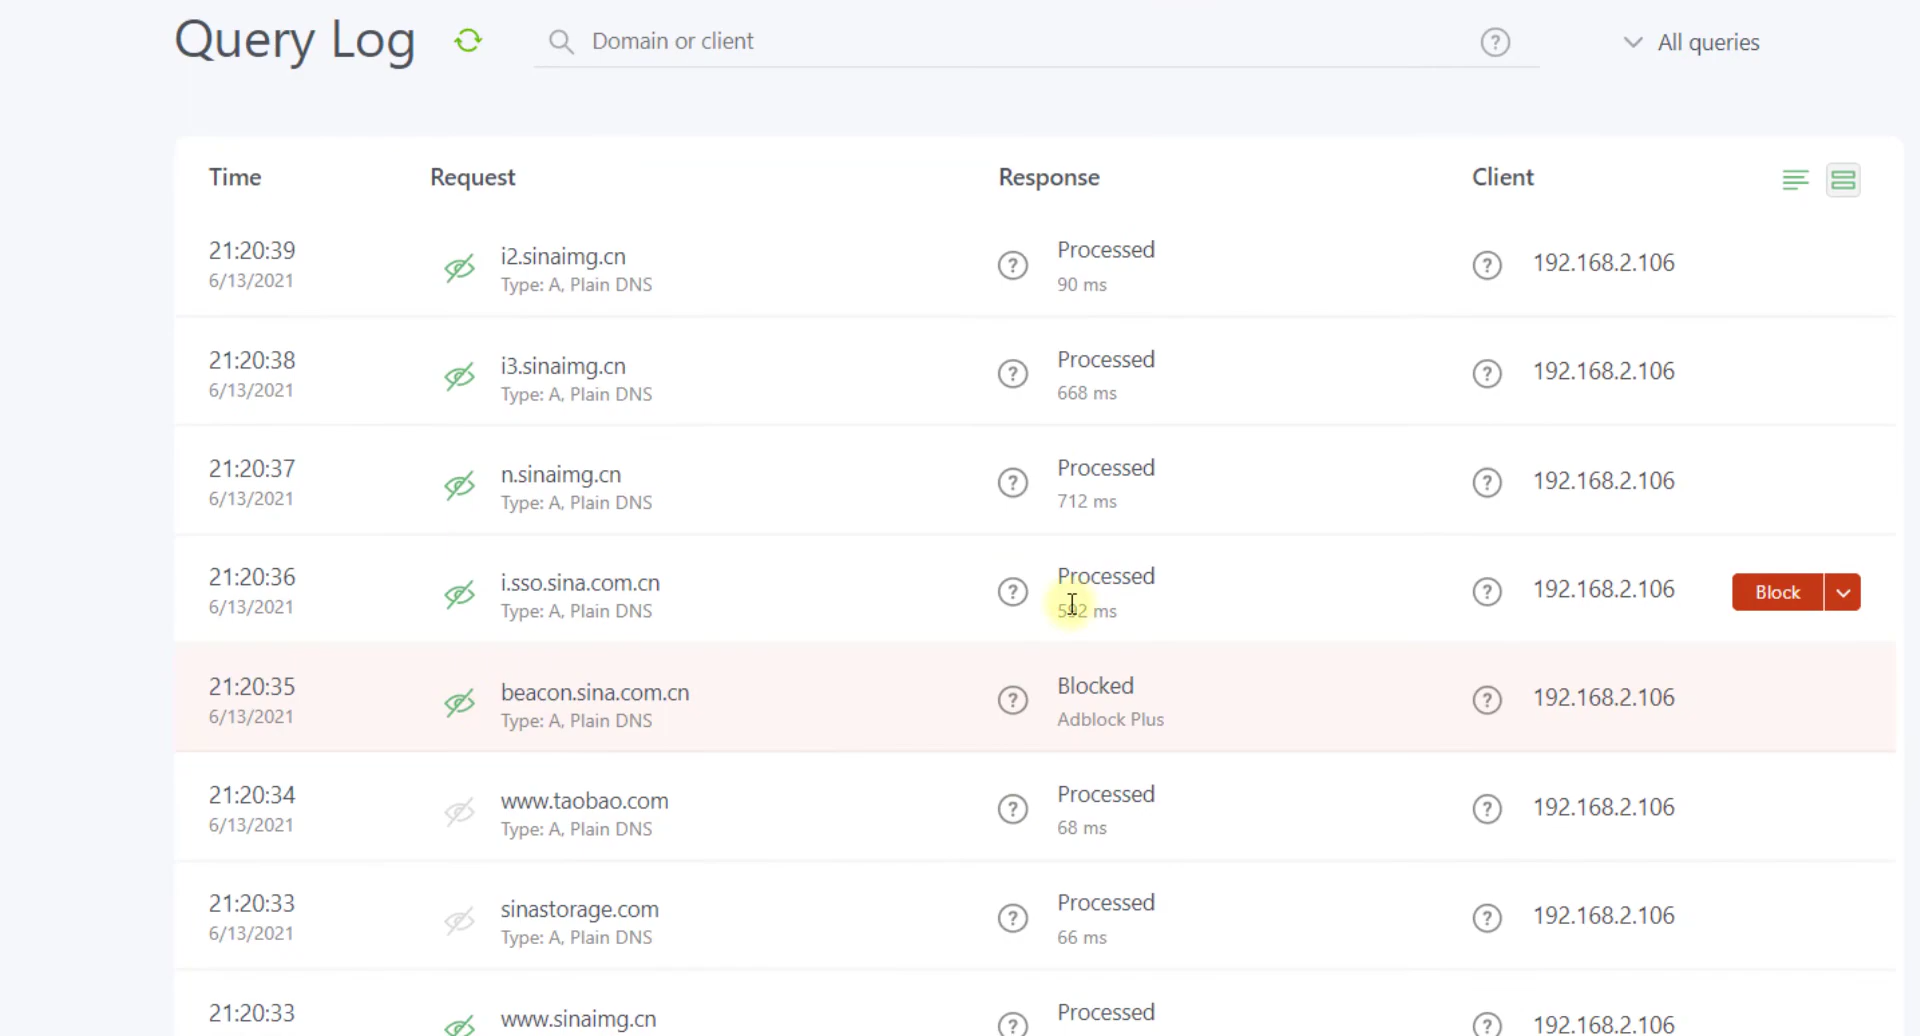 Query Log
Domain or client
?
All queries
Time Request Response Client
21:20:39 i2.sinaimg.cn ? Processed ? 192.168.2.106
6/13/2021 Type: A, Plain DNS 90 ms
21:20:38 i3.sinaimg.cn ? Processed ? 192.168.2.106
6/13/2021 Type: A, Plain DNS 668 ms
21:20:37 n.sinaimg.cn ? Processed ? 192.168.2.106
6/13/2021 Type: A, Plain DNS 712 ms
21:20:36 i.sso.sina.com.cn ? Processed ? 192.168.2.106 Block
6/13/2021 Type: A, Plain DNS 592 ms
21:20:35 beacon.sina.com.cn ? Blocked ? 192.168.2.106
6/13/2021 Type: A, Plain DNS Adblock Plus
21:20:34 www.taobao.com ? Processed ? 192.168.2.106
6/13/2021 Type: A, Plain DNS 68 ms
21:20:33 sinastorage.com ? Processed ? 192.168.2.106
6/13/2021 Type: A, Plain DNS 66 ms
21:20:33 www.sinaimg.cn ? Processed ? 192.168.2.106